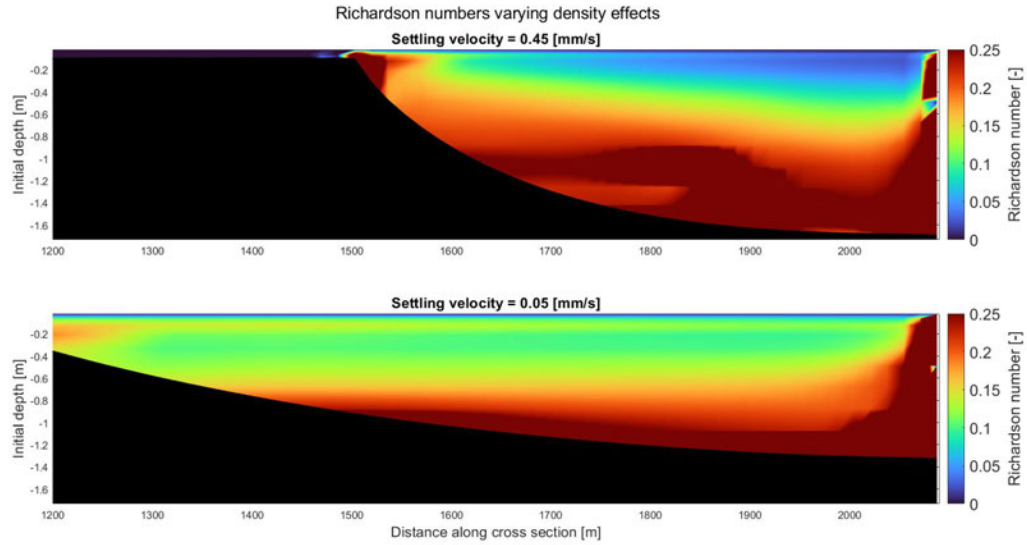 Richardson numbers varying density effects
Settling velocity = 0.45 [mm/s]
Initial depth [m]
-0.2
-0.4
-0.6
-0.8
-1
-1.2
-1.4
-1.6
1200 1300 1400 1500 1600 1700 1800 1900 2000
0.25
0.2
0.15
0.1
0.05
0
Richardson number [-]
Settling velocity = 0.05 [mm/s]
Initial depth [m]
-0.2
-0.4
-0.6
-0.8
-1
-1.2
-1.4
-1.6
1200 1300 1400 1500 1600 1700 1800 1900 2000
Distance along cross section [m]
0.25
0.2
0.15
0.1
0.05
0
Richardson number [-]